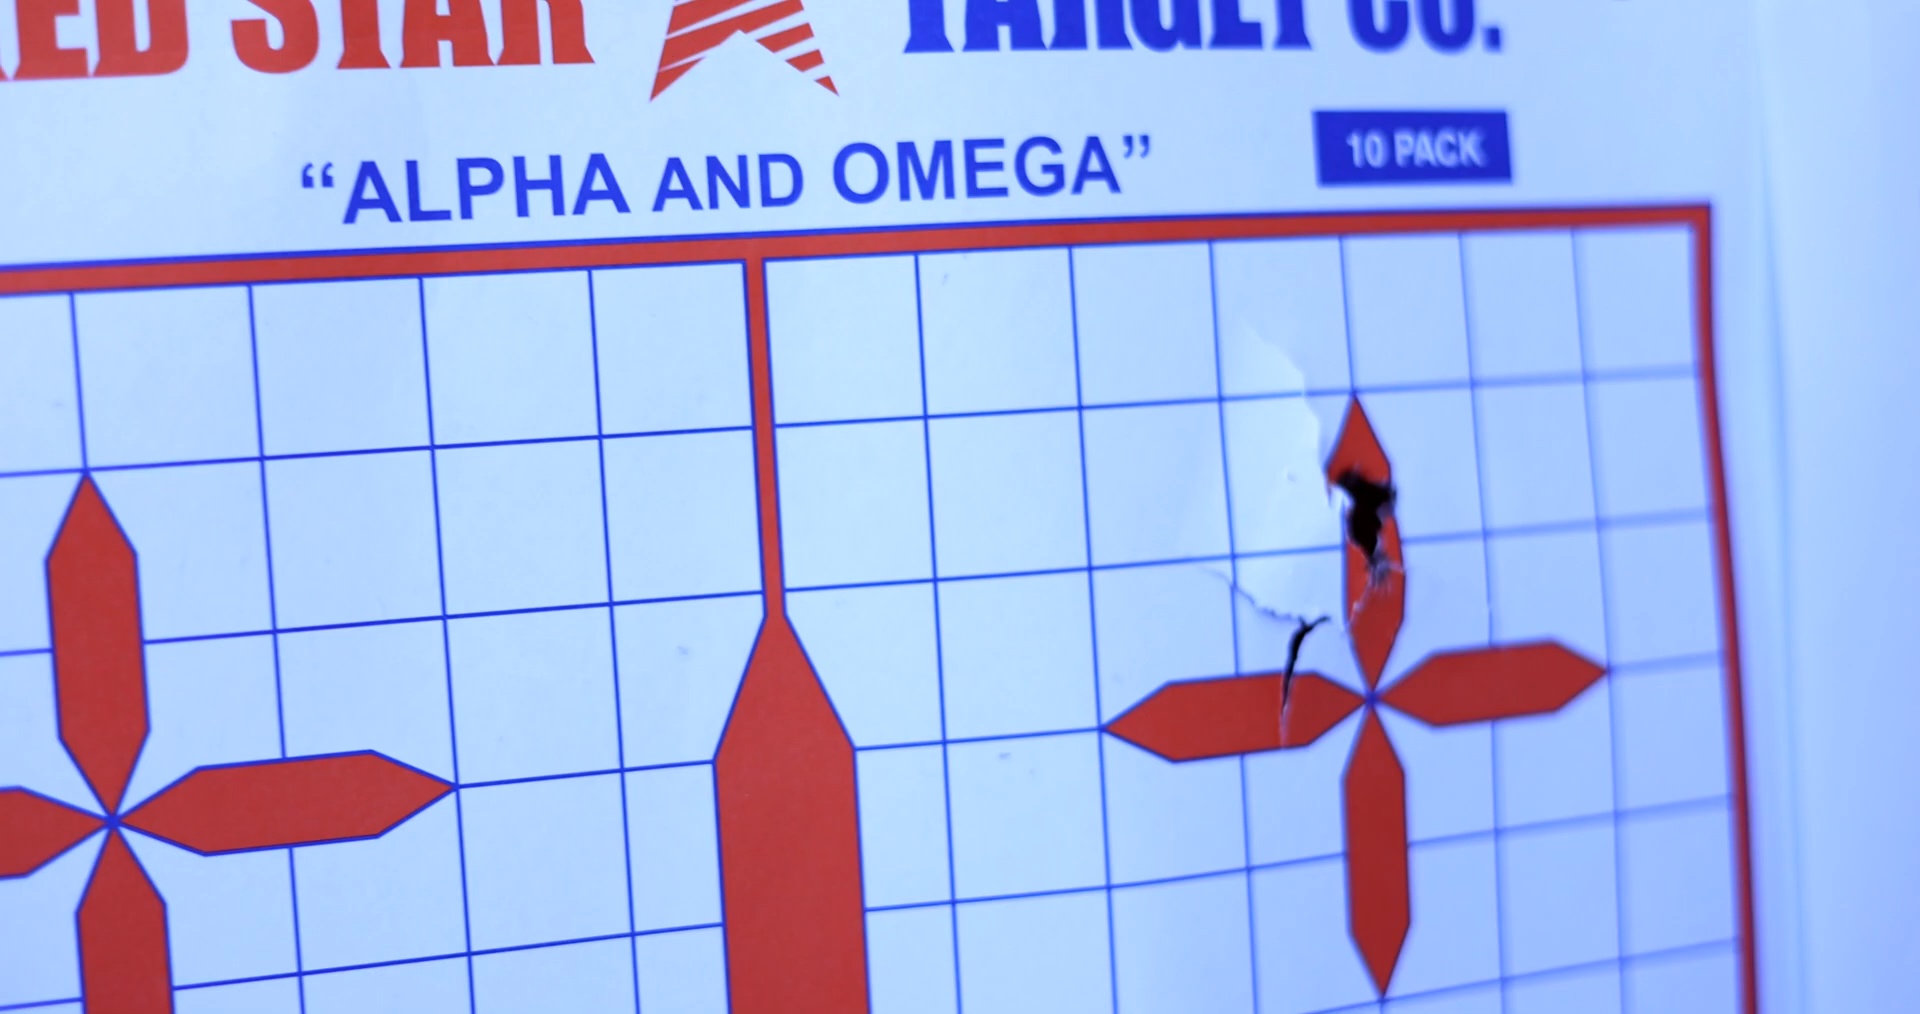 RED STAR TARGET CO.
“ALPHA AND OMEGA”
10 PACK